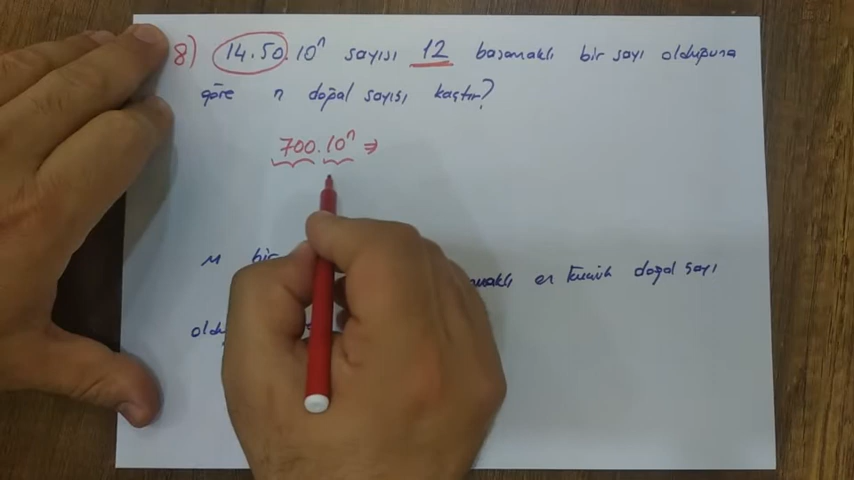 8) 14.50.10ⁿ sayısı 12 basamaklı bir sayı olduğuna
göre n doğal sayısı kaçtır?
700.10ⁿ ⇒
bir
en küçük doğal sayı